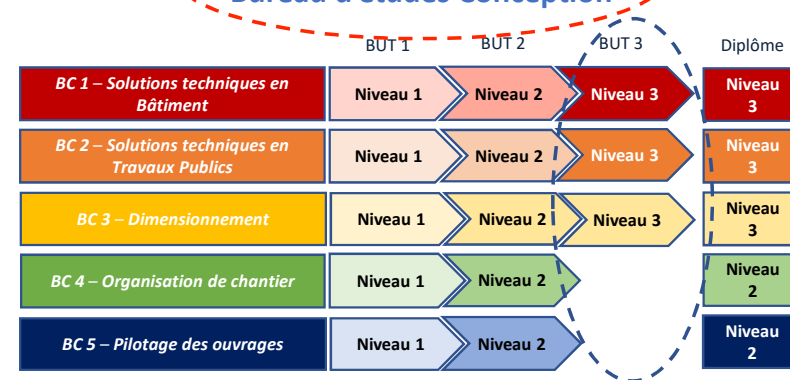 Bureau d'études Conception
BUT 1 BUT 2 BUT 3 Diplôme
BC 1 – Solutions techniques en
Bâtiment
Niveau 1 Niveau 2 Niveau 3 Niveau
3
BC 2 – Solutions techniques en
Travaux Publics
Niveau 1 Niveau 2 Niveau 3 Niveau
3
BC 3 – Dimensionnement
Niveau 1 Niveau 2 Niveau 3 Niveau
3
BC 4 – Organisation de chantier
Niveau 1 Niveau 2 Niveau
2
BC 5 - Pilotage des ouvrages
Niveau 1 Niveau 2 Niveau
2